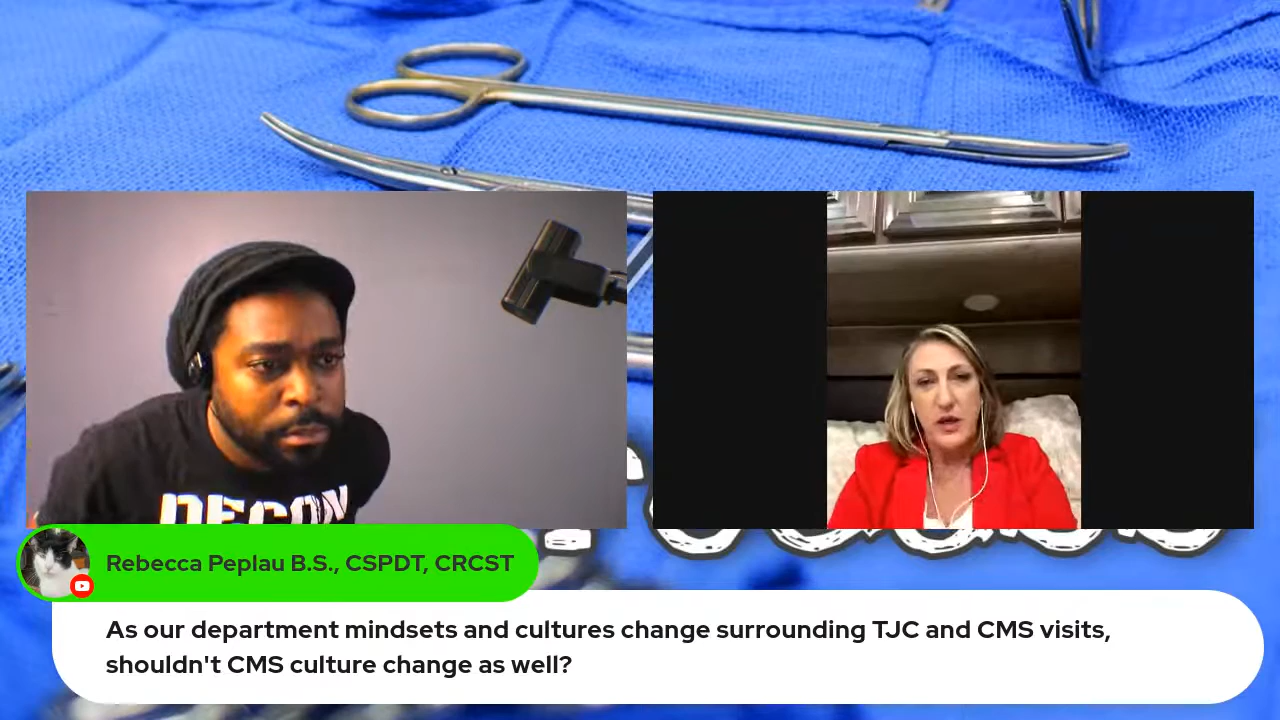 DECON
Rebecca Peplau B.S., CSPDT, CRCST
As our department mindsets and cultures change surrounding TJC and CMS visits,
shouldn't CMS culture change as well?